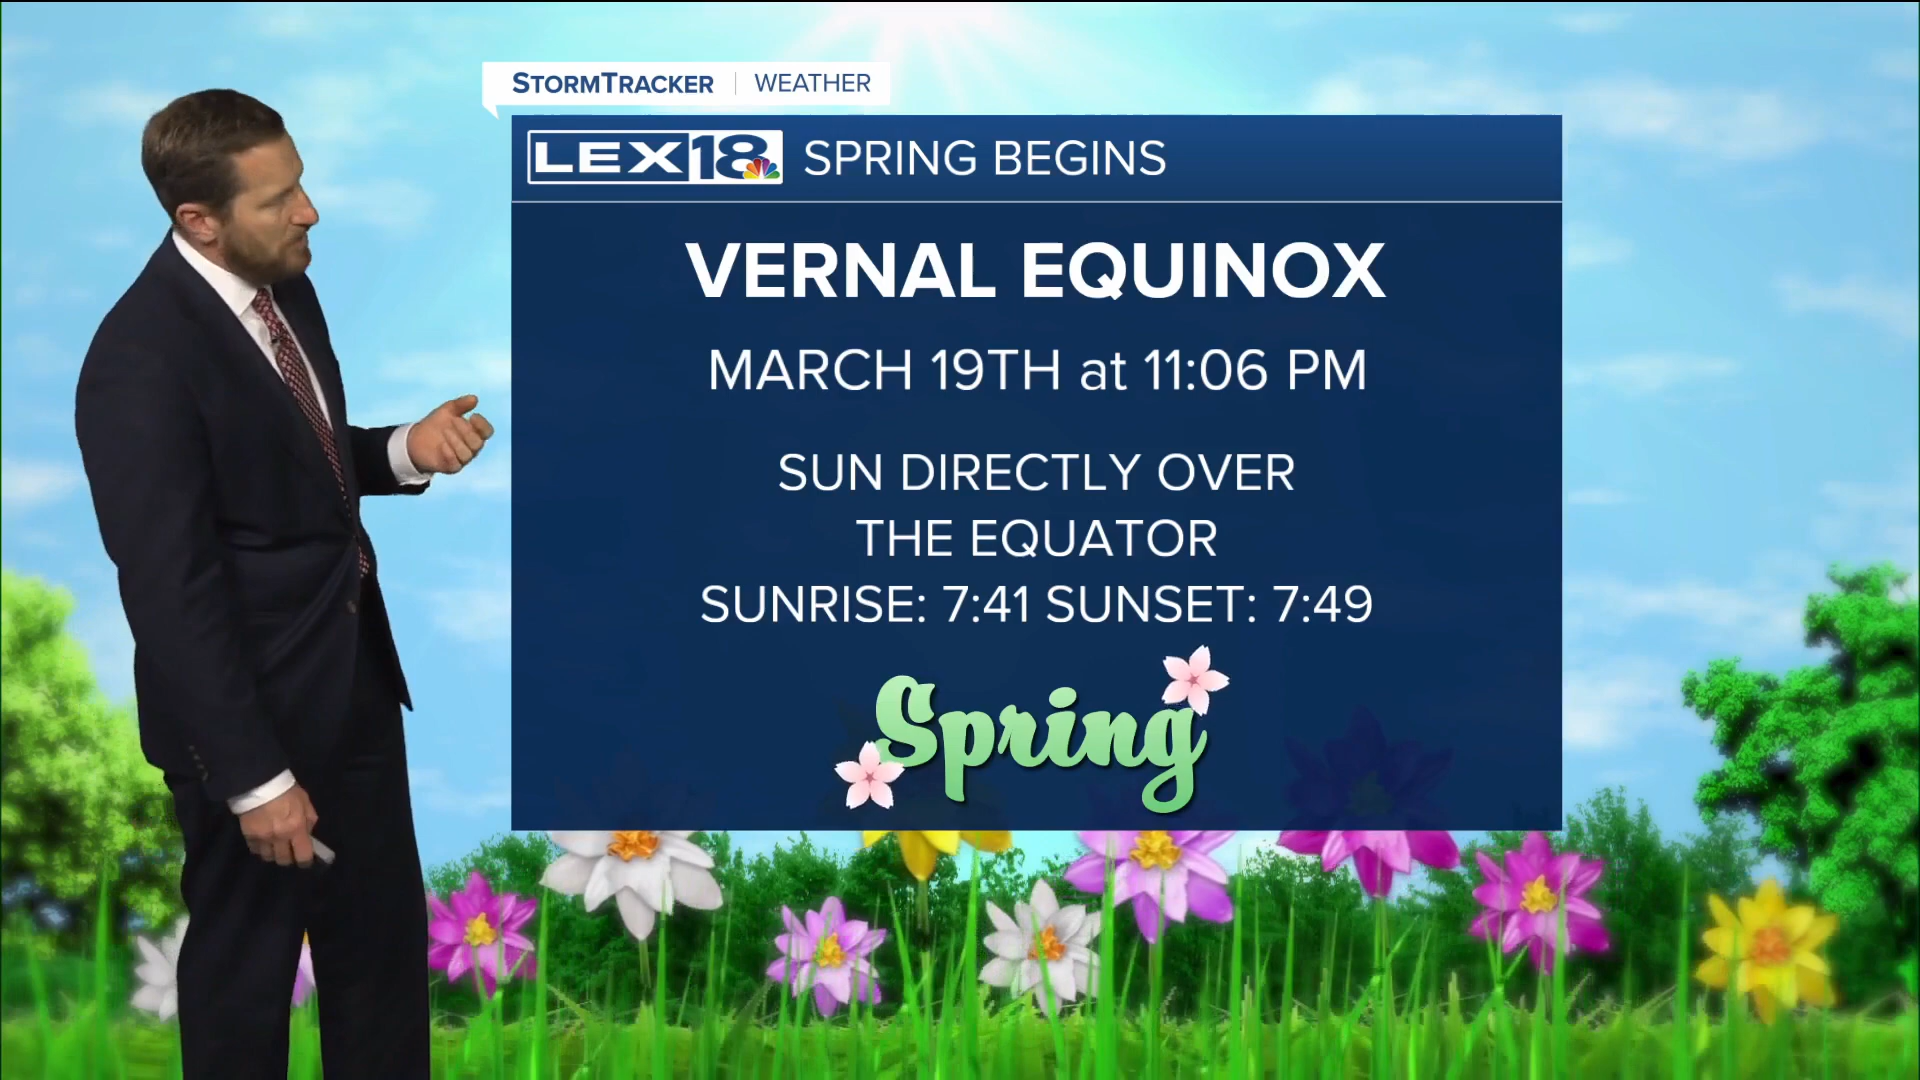 STORMTRACKER | WEATHER
LEX18 SPRING BEGINS
VERNAL EQUINOX
MARCH 19TH at 11:06 PM
SUN DIRECTLY OVER
THE EQUATOR
SUNRISE: 7:41 SUNSET: 7:49
Spring